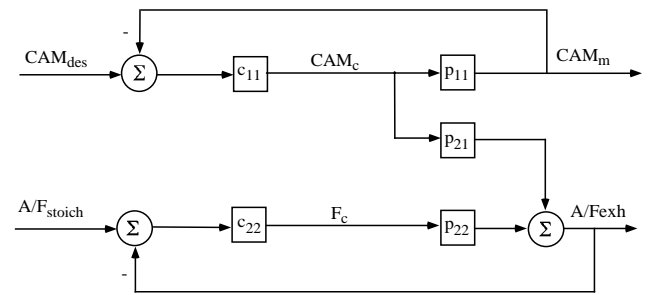 -
CAM_des Σ c_11 CAM_c p_11 CAM_m
p_21
A/F_stoich Σ c_22 F_c p_22 Σ A/Fexh
-